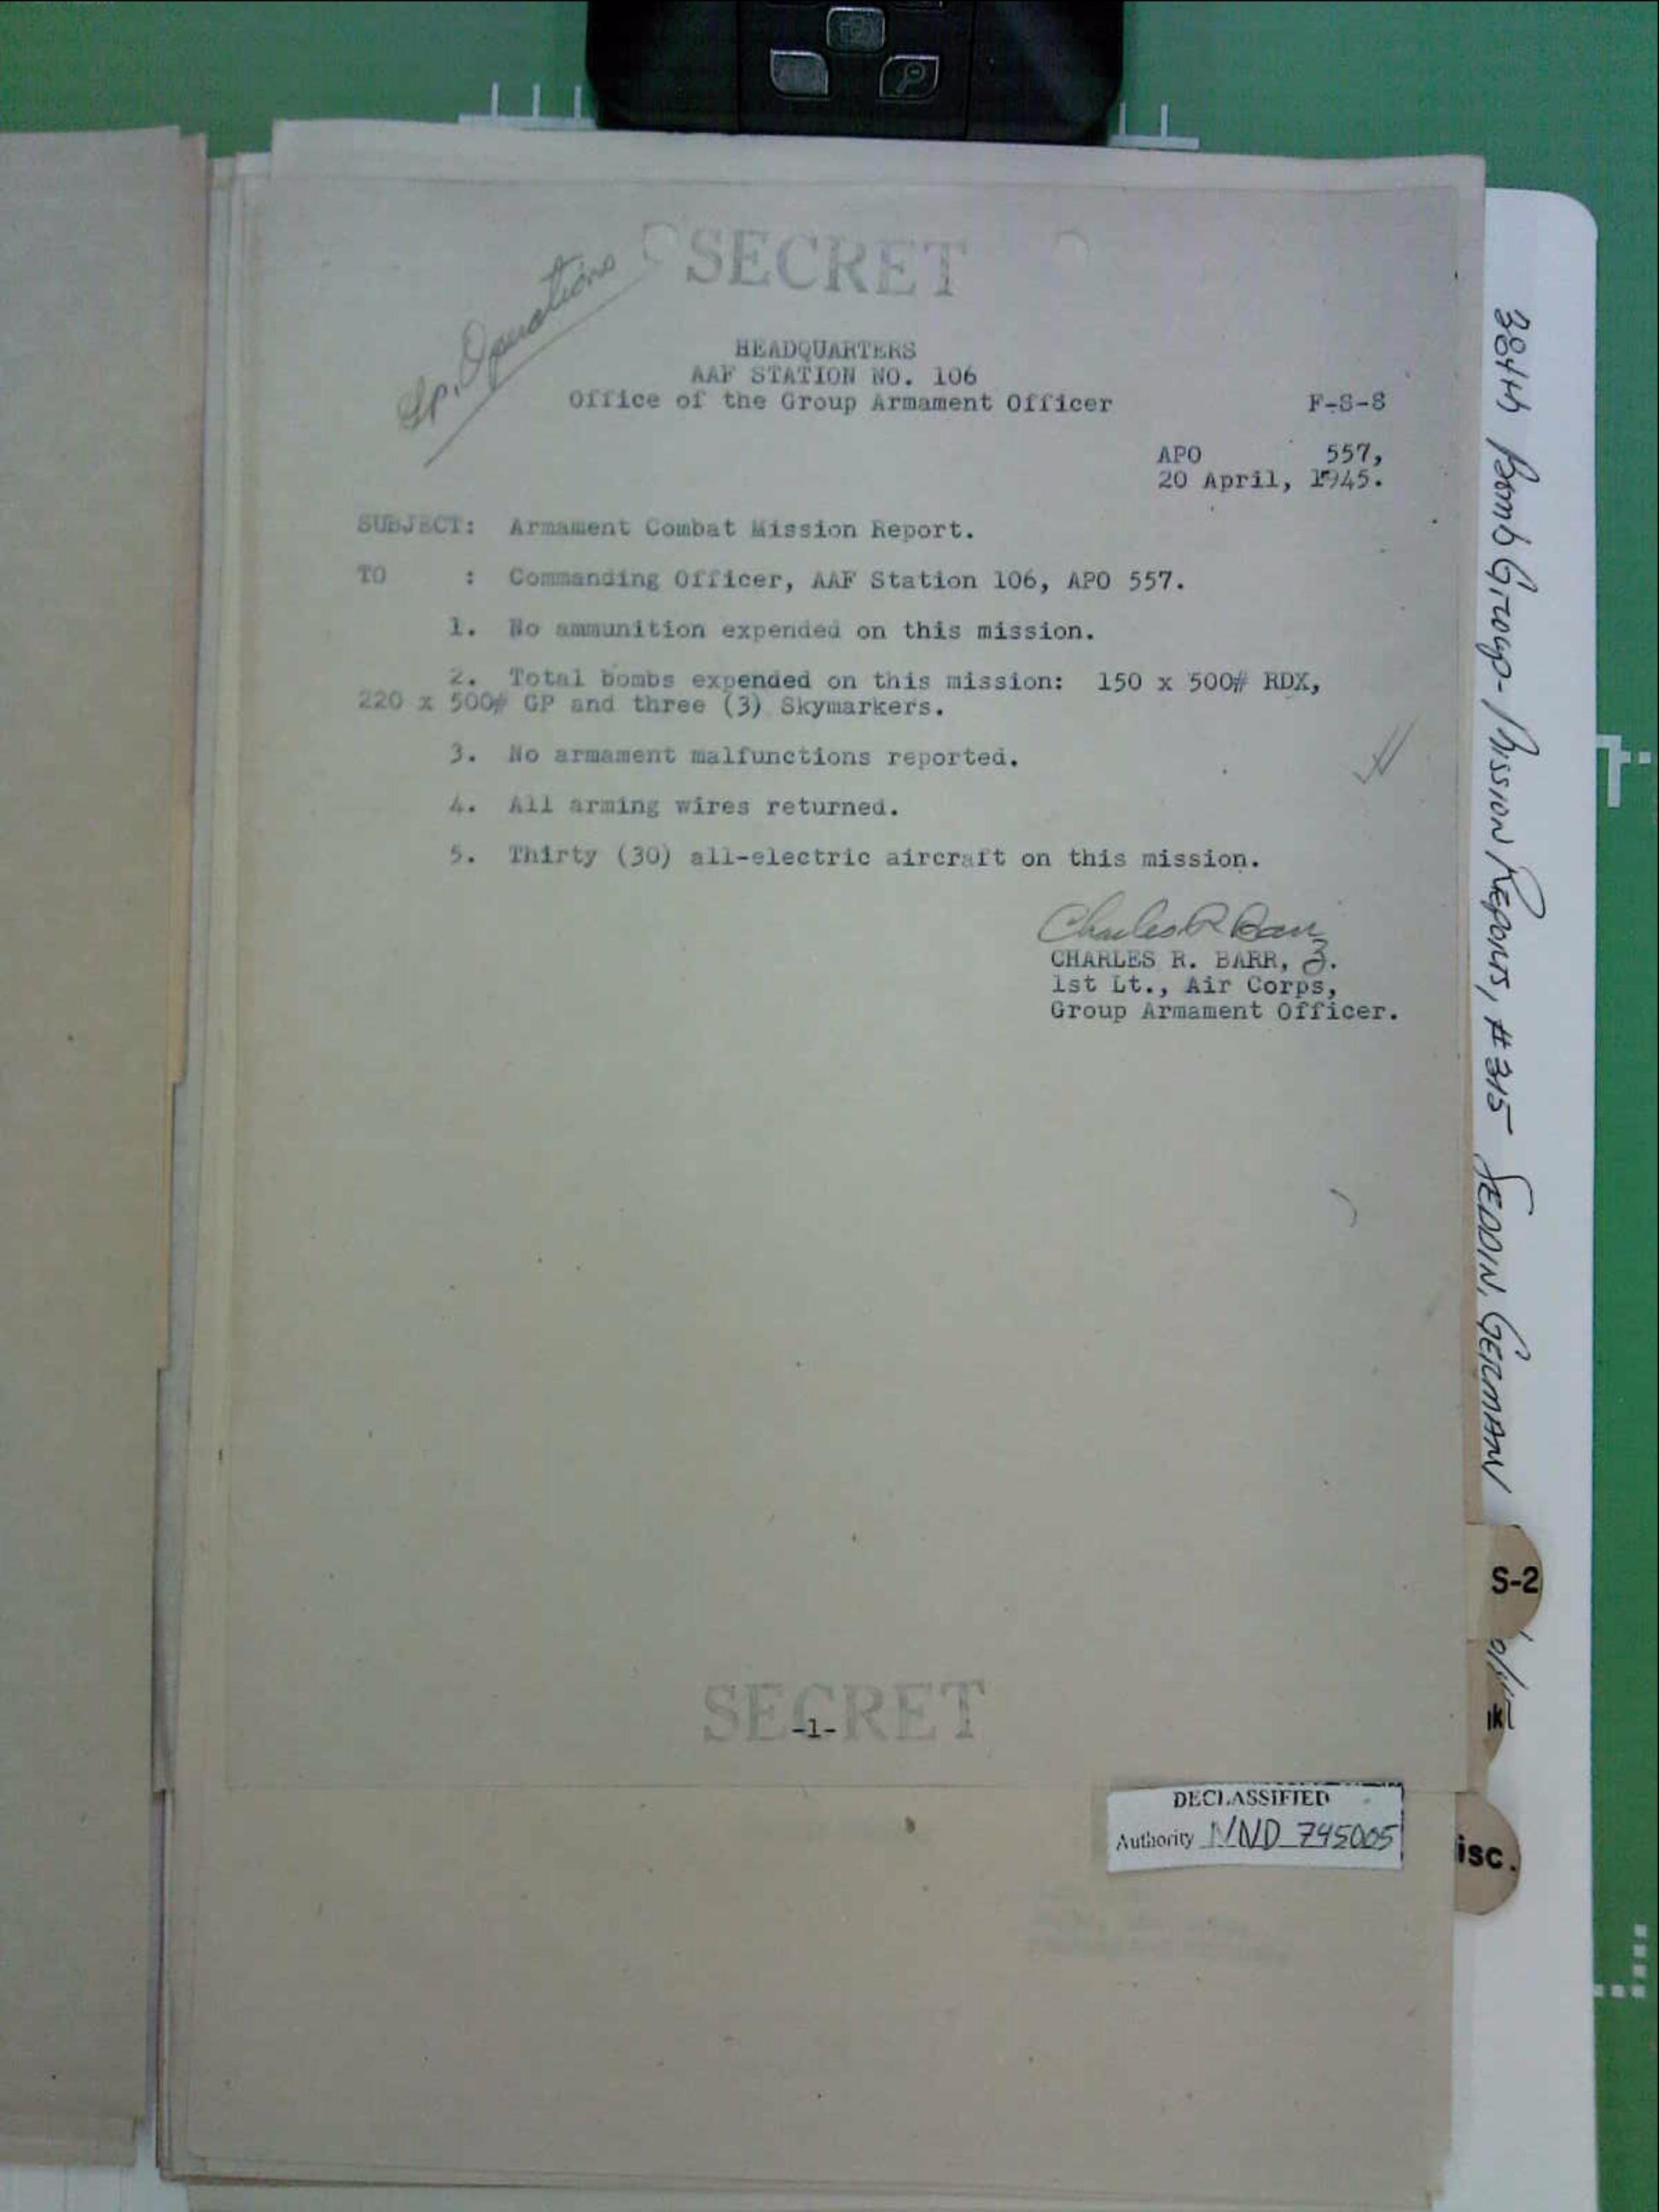 SECRET
Sp. Operations
HEADQUARTERS
AAF STATION NO. 106
Office of the Group Armament Officer F-S-S
APO 557,
20 April, 1945.
SUBJECT: Armament Combat Mission Report.
TO : Commanding Officer, AAF Station 106, APO 557.
1. No ammunition expended on this mission.
2. Total bombs expended on this mission: 150 x 500# RDX,
220 x 500# GP and three (3) Skymarkers.
3. No armament malfunctions reported.
4. All arming wires returned.
5. Thirty (30) all-electric aircraft on this mission.
Charles R Barr
CHARLES R. BARR, 3.
1st Lt., Air Corps,
Group Armament Officer.
SECRET
-1-
DECLASSIFIED
Authority NND 745005
384th Bomb Group - Mission Reports, #315 SEDDIN, GERMAN
S-2
isc.